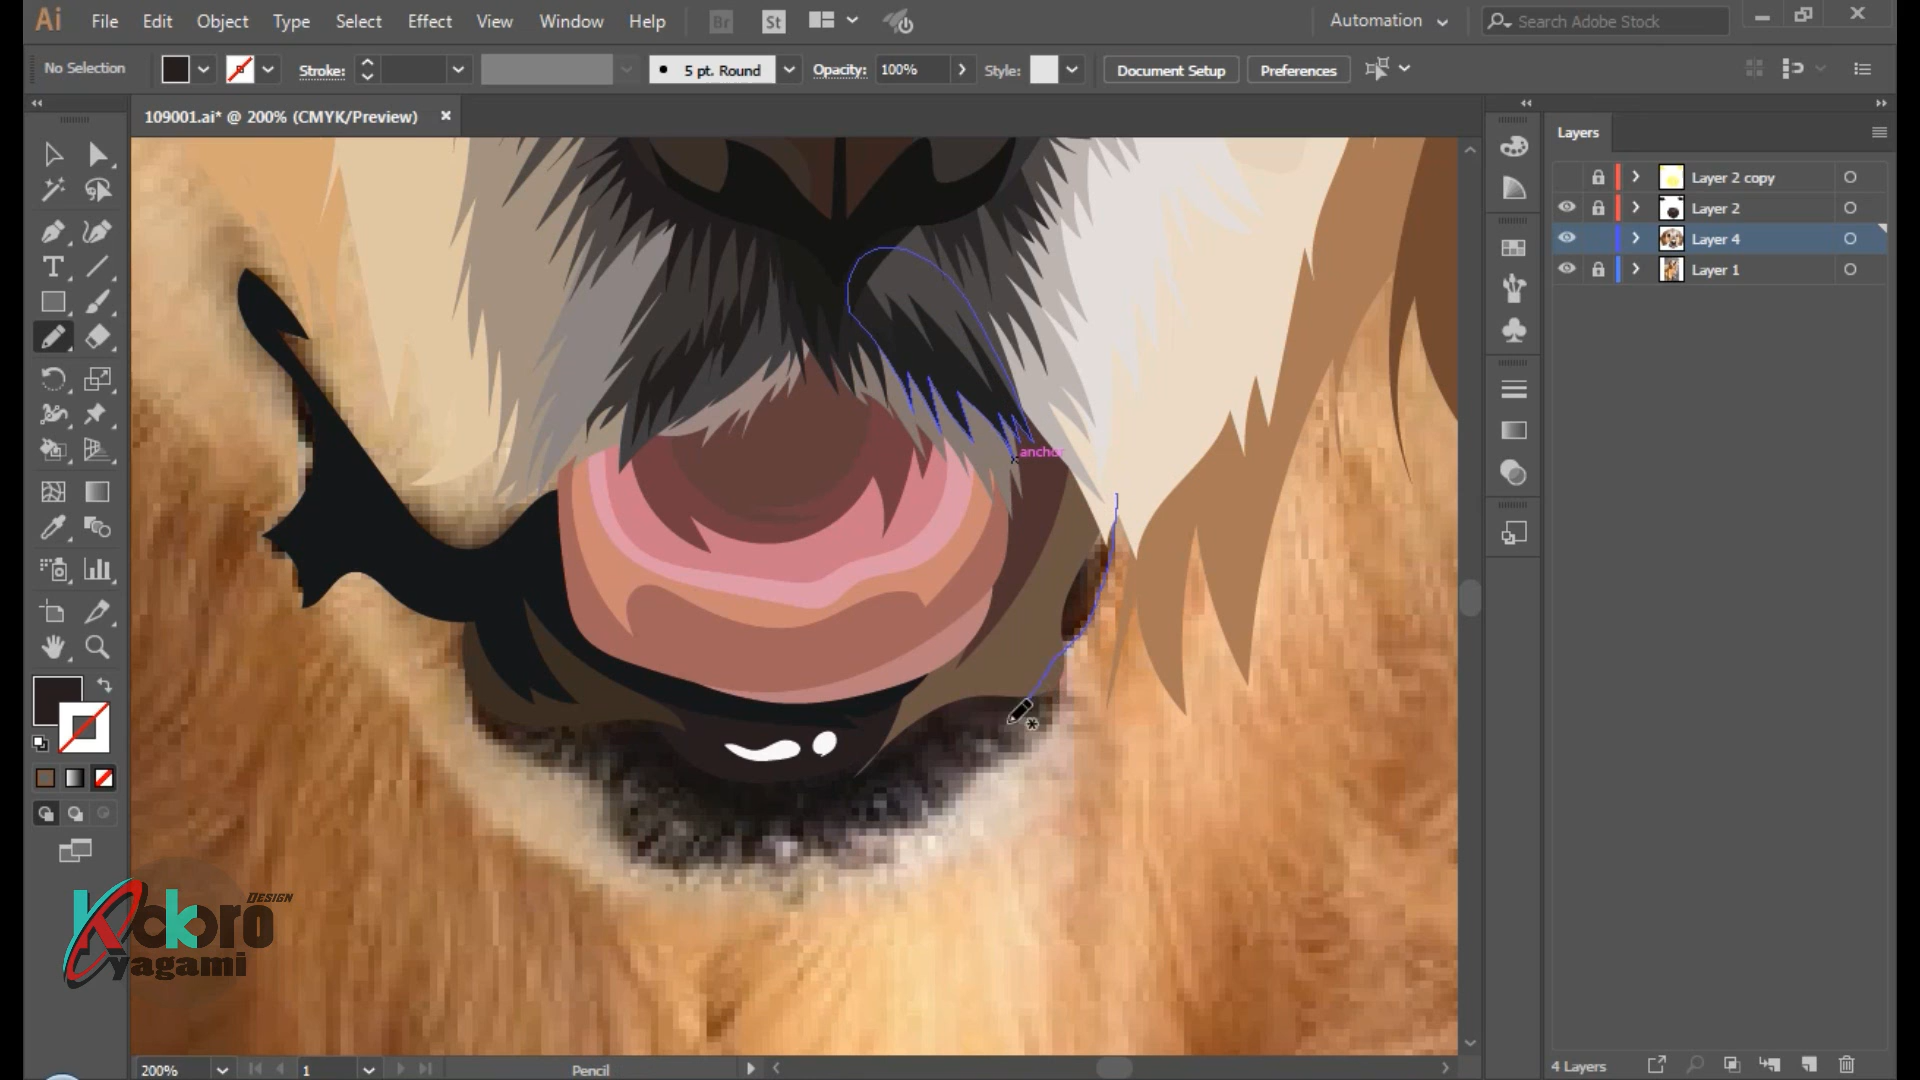 Ai File Edit Object Type Select Effect View Window Help Br St Automation Search Adobe Stock
No Selection Stroke: 5 pt. Round Opacity: 100% Style: Document Setup Preferences
109001.ai* @ 200% (CMYK/Preview)
Layers
Layer 2 copy
Layer 2
Layer 4
Layer 1
anchor
DESIGN
Kokoro
yagami
200% 1 Pencil 4 Layers